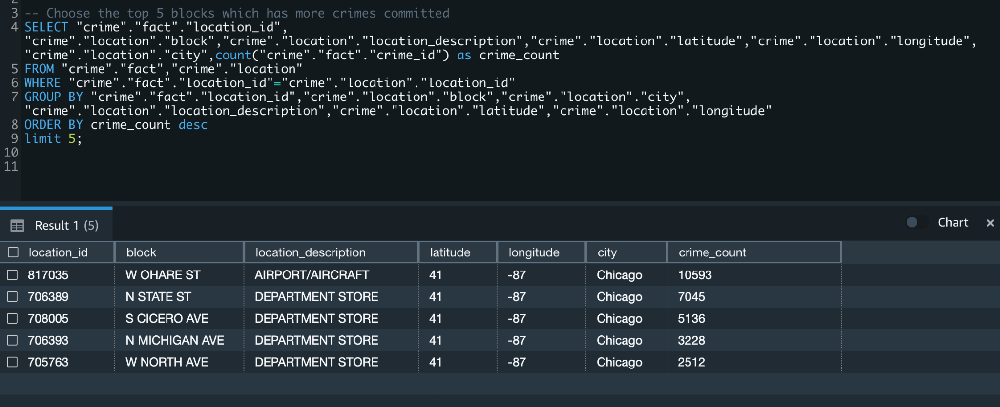 2
3 -- Choose the top 5 blocks which has more crimes committed
4 SELECT "crime"."fact"."location_id",
"crime"."location"."block","crime"."location"."location_description","crime"."location"."latitude","crime"."location"."longitude",
"crime"."location"."city",count("crime"."fact"."crime_id") as crime_count
5 FROM "crime"."fact","crime"."location"
6 WHERE "crime"."fact"."location_id"="crime"."location"."location_id"
7 GROUP BY "crime"."fact"."location_id","crime"."location"."block","crime"."location"."city",
"crime"."location"."location_description","crime"."location"."latitude","crime"."location"."longitude"
8 ORDER BY crime_count desc
9 limit 5;
10
11
Result 1 (5) Chart
location_id block location_description latitude longitude city crime_count
817035 W OHARE ST AIRPORT/AIRCRAFT 41 -87 Chicago 10593
706389 N STATE ST DEPARTMENT STORE 41 -87 Chicago 7045
708005 S CICERO AVE DEPARTMENT STORE 41 -87 Chicago 5136
706393 N MICHIGAN AVE DEPARTMENT STORE 41 -87 Chicago 3228
705763 W NORTH AVE DEPARTMENT STORE 41 -87 Chicago 2512